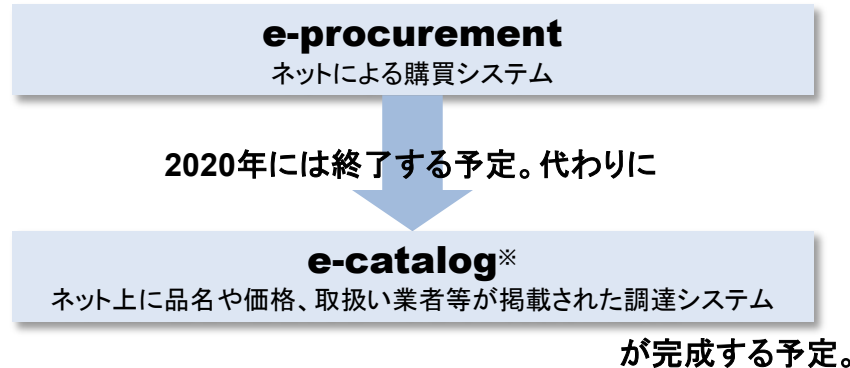 e-procurement
ネットによる購買システム
2020年には終了する予定。代わりに
e-catalog※
ネット上に品名や価格、取扱い業者等が掲載された調達システム
が完成する予定。